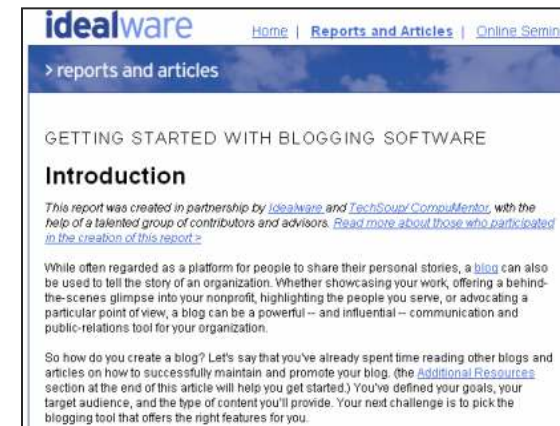 idealware
Home | Reports and Articles | Online Semin
> reports and articles
GETTING STARTED WITH BLOGGING SOFTWARE
Introduction
This report was created in partnership by Idealware and TechSoup/ CompuMentor, with the
help of a talented group of contributors and advisors. Read more about those who participated
in the creation of this report >
While often regarded as a platform for people to share their personal stories, a blog can also
be used to tell the story of an organization. Whether showcasing your work, offering a behind-
the-scenes glimpse into your nonprofit, highlighting the people you serve, or advocating a
particular point of view, a blog can be a powerful -- and influential -- communication and
public-relations tool for your organization.
So how do you create a blog? Let's say that you've already spent time reading other blogs and
articles on how to successfully maintain and promote your blog. (the Additional Resources
section at the end of this article will help you get started.) You've defined your goals, your
target audience, and the type of content you'll provide. Your next challenge is to pick the
blogging tool that offers the right features for you.